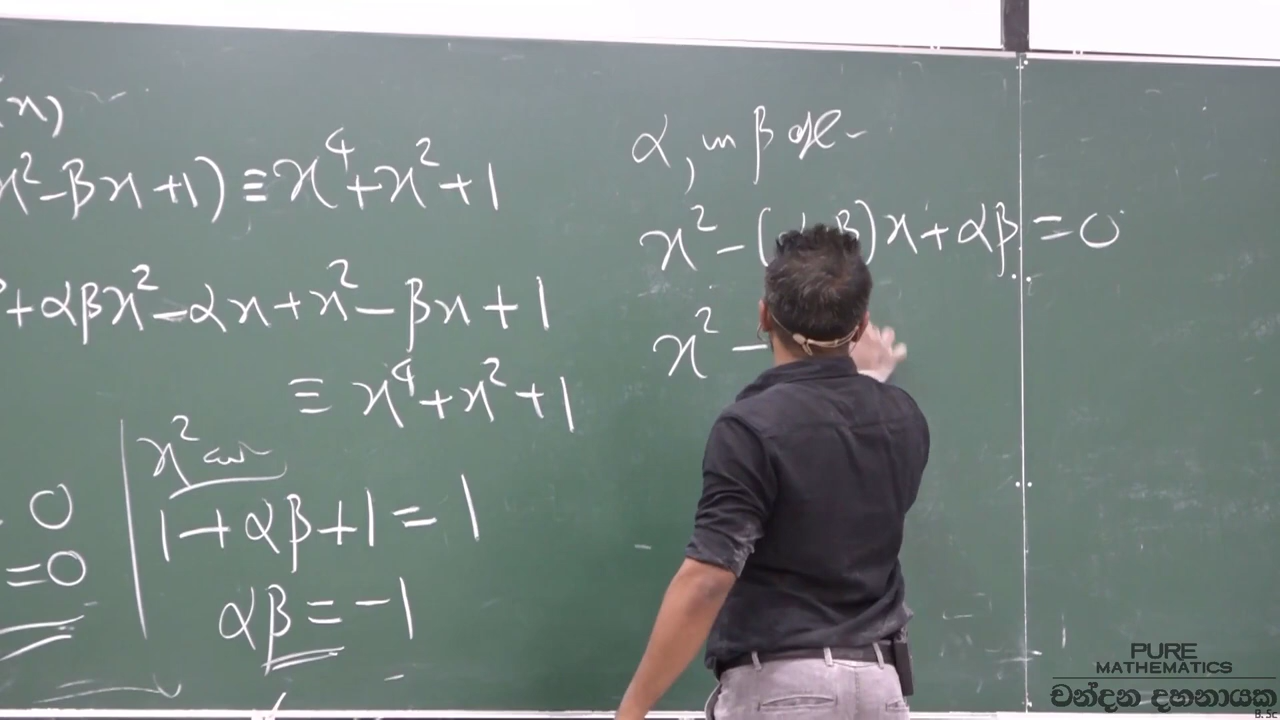 x)
x² - βx + 1) ≡ x⁴ + x² + 1
+ αβx² - αx + x² - βx + 1
≡ x⁴ + x² + 1
x²
0
1 + αβ + 1 = 1
= 0
αβ = -1
α, β
x² - (α+β)x + αβ = 0
x² -
PURE
MATHEMATICS
චන්දන දහනායක
B.Sc